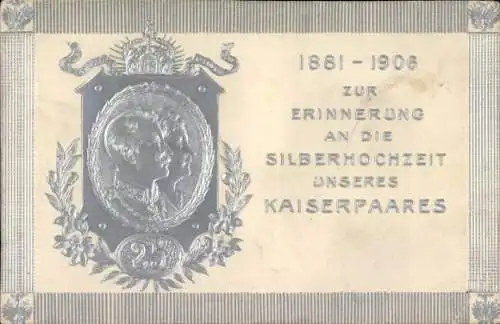 1881 - 1906
ZUR
ERINNERUNG
AN DIE
SILBERHOCHZEIT
UNSERES
KAISERPAARES
25